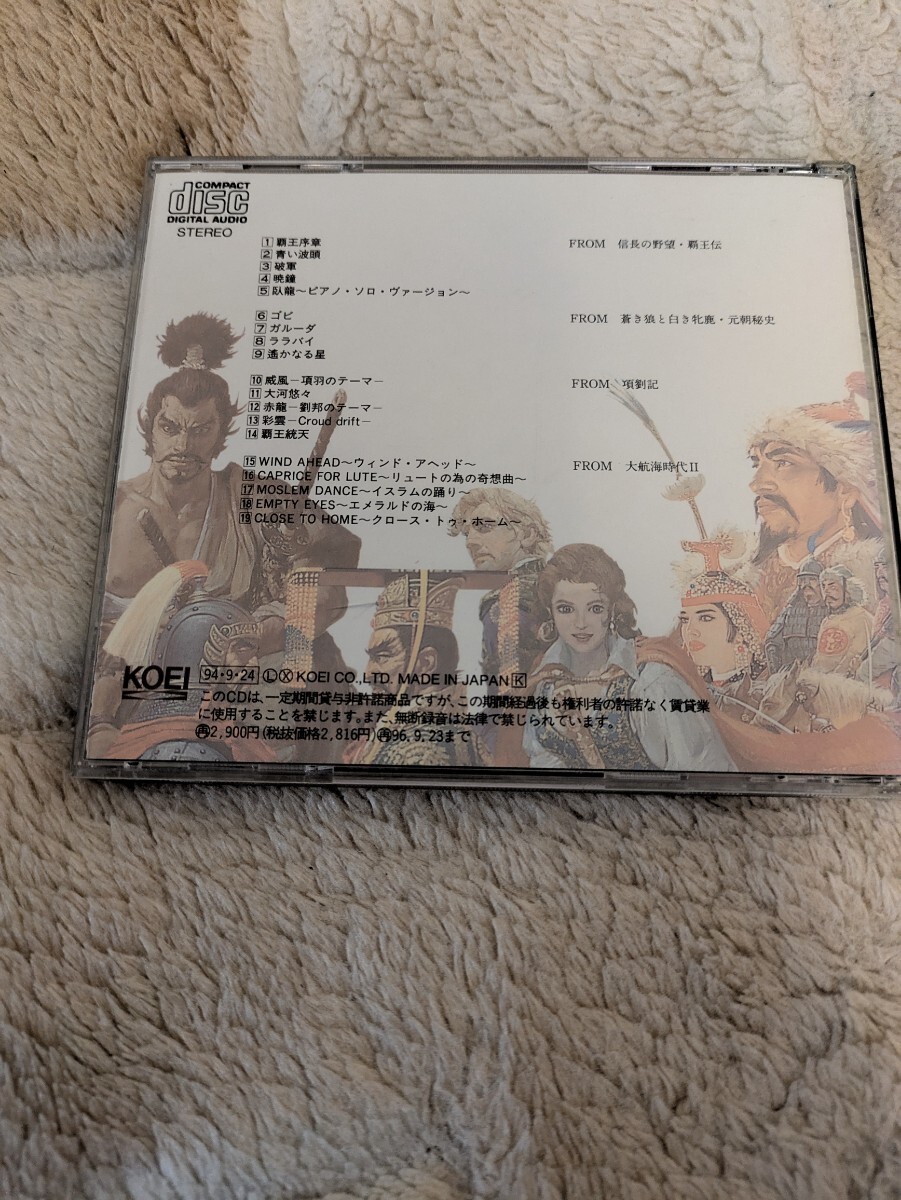 COMPACT
disc
DIGITAL AUDIO
STEREO
1 覇王序章 FROM 信長の野望・覇王伝
2 青い波頭
3 破軍
4 暁鐘
5 臥龍〜ピアノ・ソロ・ヴァージョン〜
6 ゴビ FROM 蒼き狼と白き牝鹿・元朝秘史
7 ガルーダ
8 ララバイ
9 遙かなる星
10 威風−項羽のテーマ− FROM 項劉記
11 大河悠々
12 赤龍−劉邦のテーマ−
13 彩雲−Croud drift−
14 覇王統天
15 WIND AHEAD〜ウィンド・アヘッド〜 FROM 大航海時代II
16 CAPRICE FOR LUTE〜リュートの為の奇想曲〜
17 MOSLEM DANCE〜イスラムの踊り〜
18 EMPTY EYES〜エメラルドの海〜
19 CLOSE TO HOME〜クロース・トゥ・ホーム〜
KOEI 94・9・24 Ⓛ Ⓧ KOEI CO.,LTD. MADE IN JAPAN K
このCDは、一定期間貸与非許諾商品ですが、この期間経過後も権利者の許諾なく賃貸業
に使用することを禁じます。また、無断録音は法律で禁じられています。
再2,900円(税抜価格2,816円)再96.9.23まで